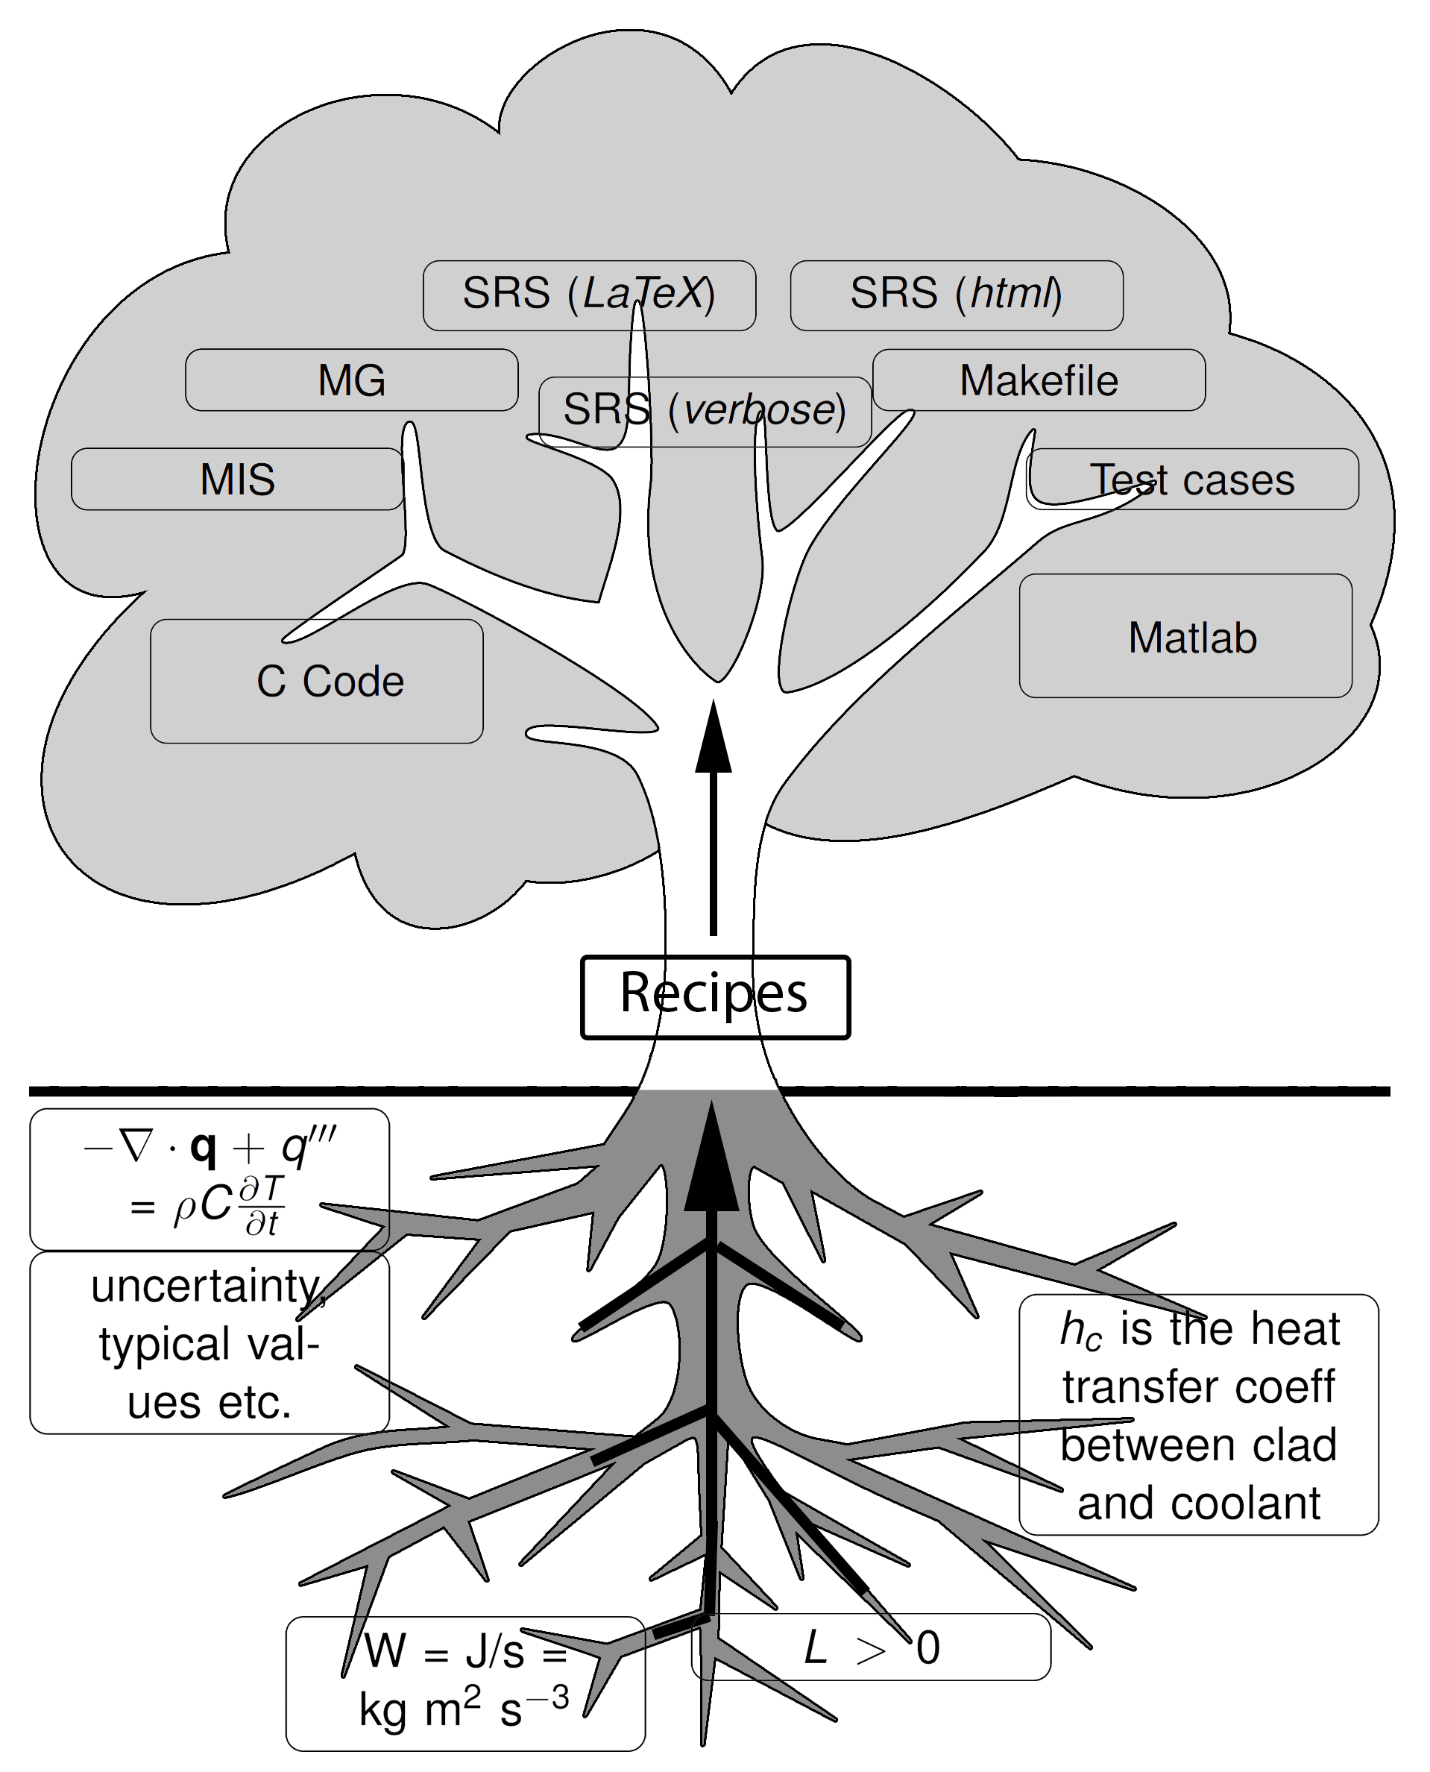 SRS (LaTeX)
SRS (html)
MG
SRS (verbose)
Makefile
MIS
Test cases
C Code
Matlab
Recipes
−∇ · q + q′′′
= ρC ∂T/∂t
uncertainty,
typical val-
ues etc.
h_c is the heat
transfer coeff
between clad
and coolant
W = J/s =
kg m² s⁻³
L > 0